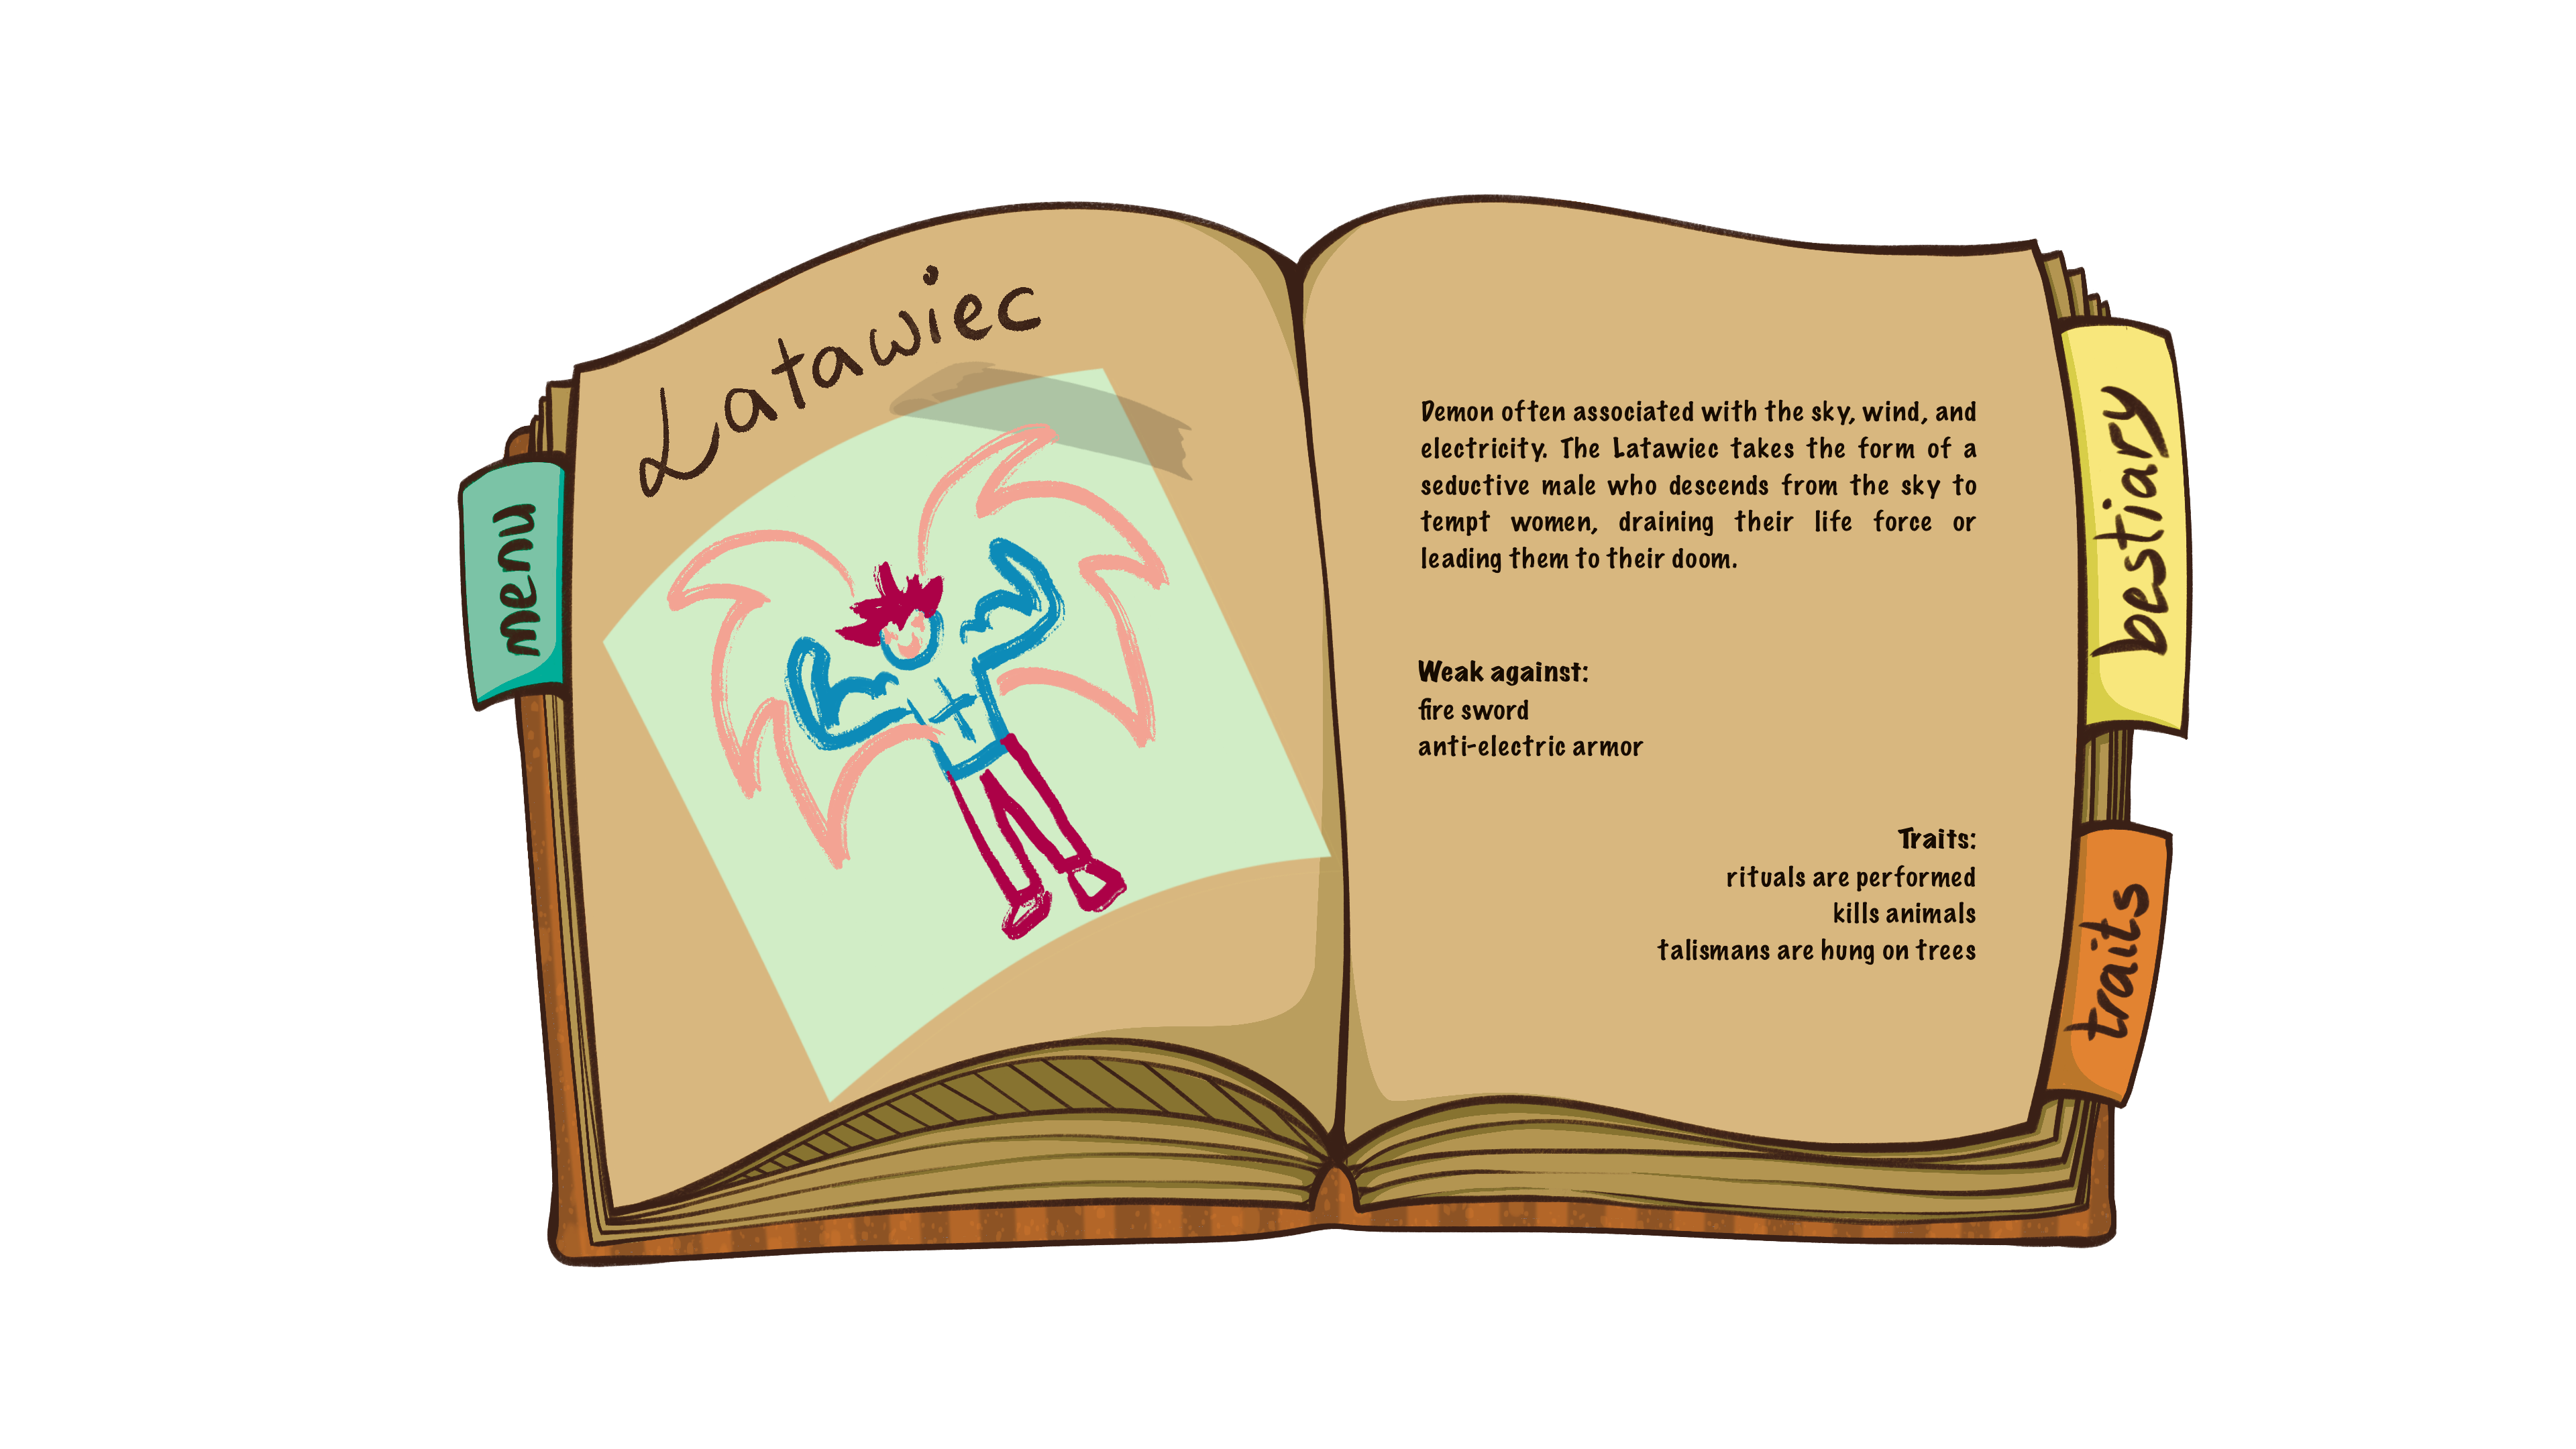 Latawiec
menu
Demon often associated with the sky, wind, and
electricity. The Latawiec takes the form of a
seductive male who descends from the sky to
tempt women, draining their life force or
leading them to their doom.
Weak against:
fire sword
anti-electric armor
Traits:
rituals are performed
kills animals
talismans are hung on trees
bestiary
traits